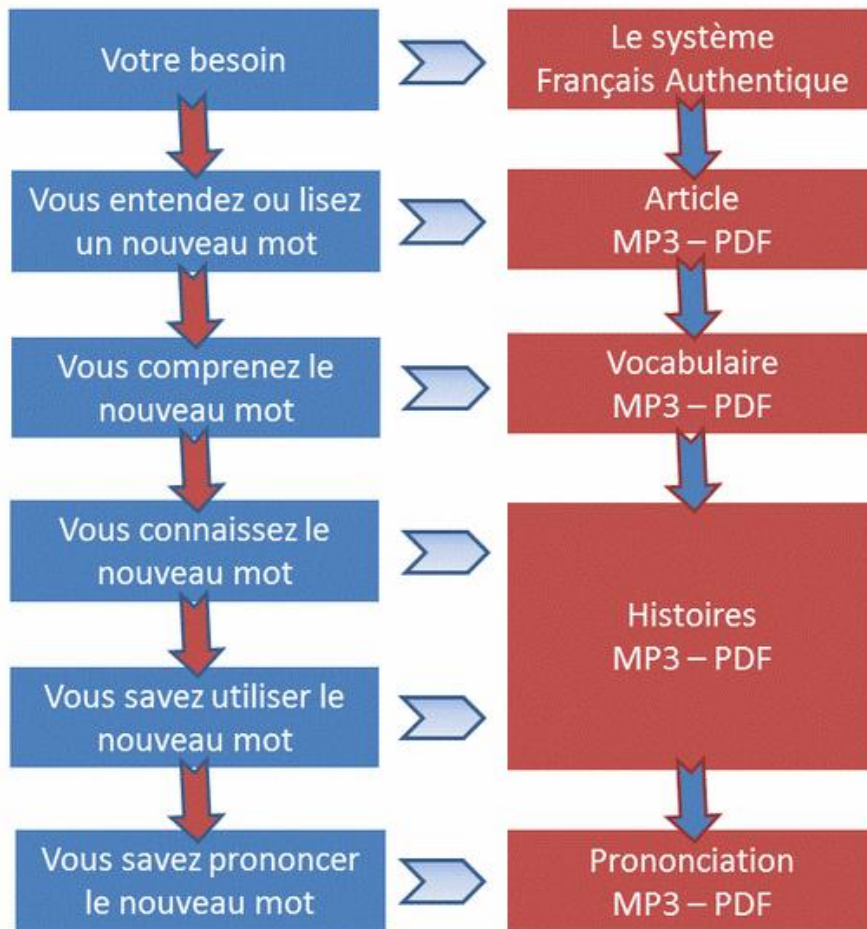 Votre besoin
Le système
Français Authentique
Vous entendez ou lisez
un nouveau mot
Article
MP3 – PDF
Vous comprenez le
nouveau mot
Vocabulaire
MP3 – PDF
Vous connaissez le
nouveau mot
Histoires
MP3 – PDF
Vous savez utiliser le
nouveau mot
Vous savez prononcer
le nouveau mot
Prononciation
MP3 – PDF